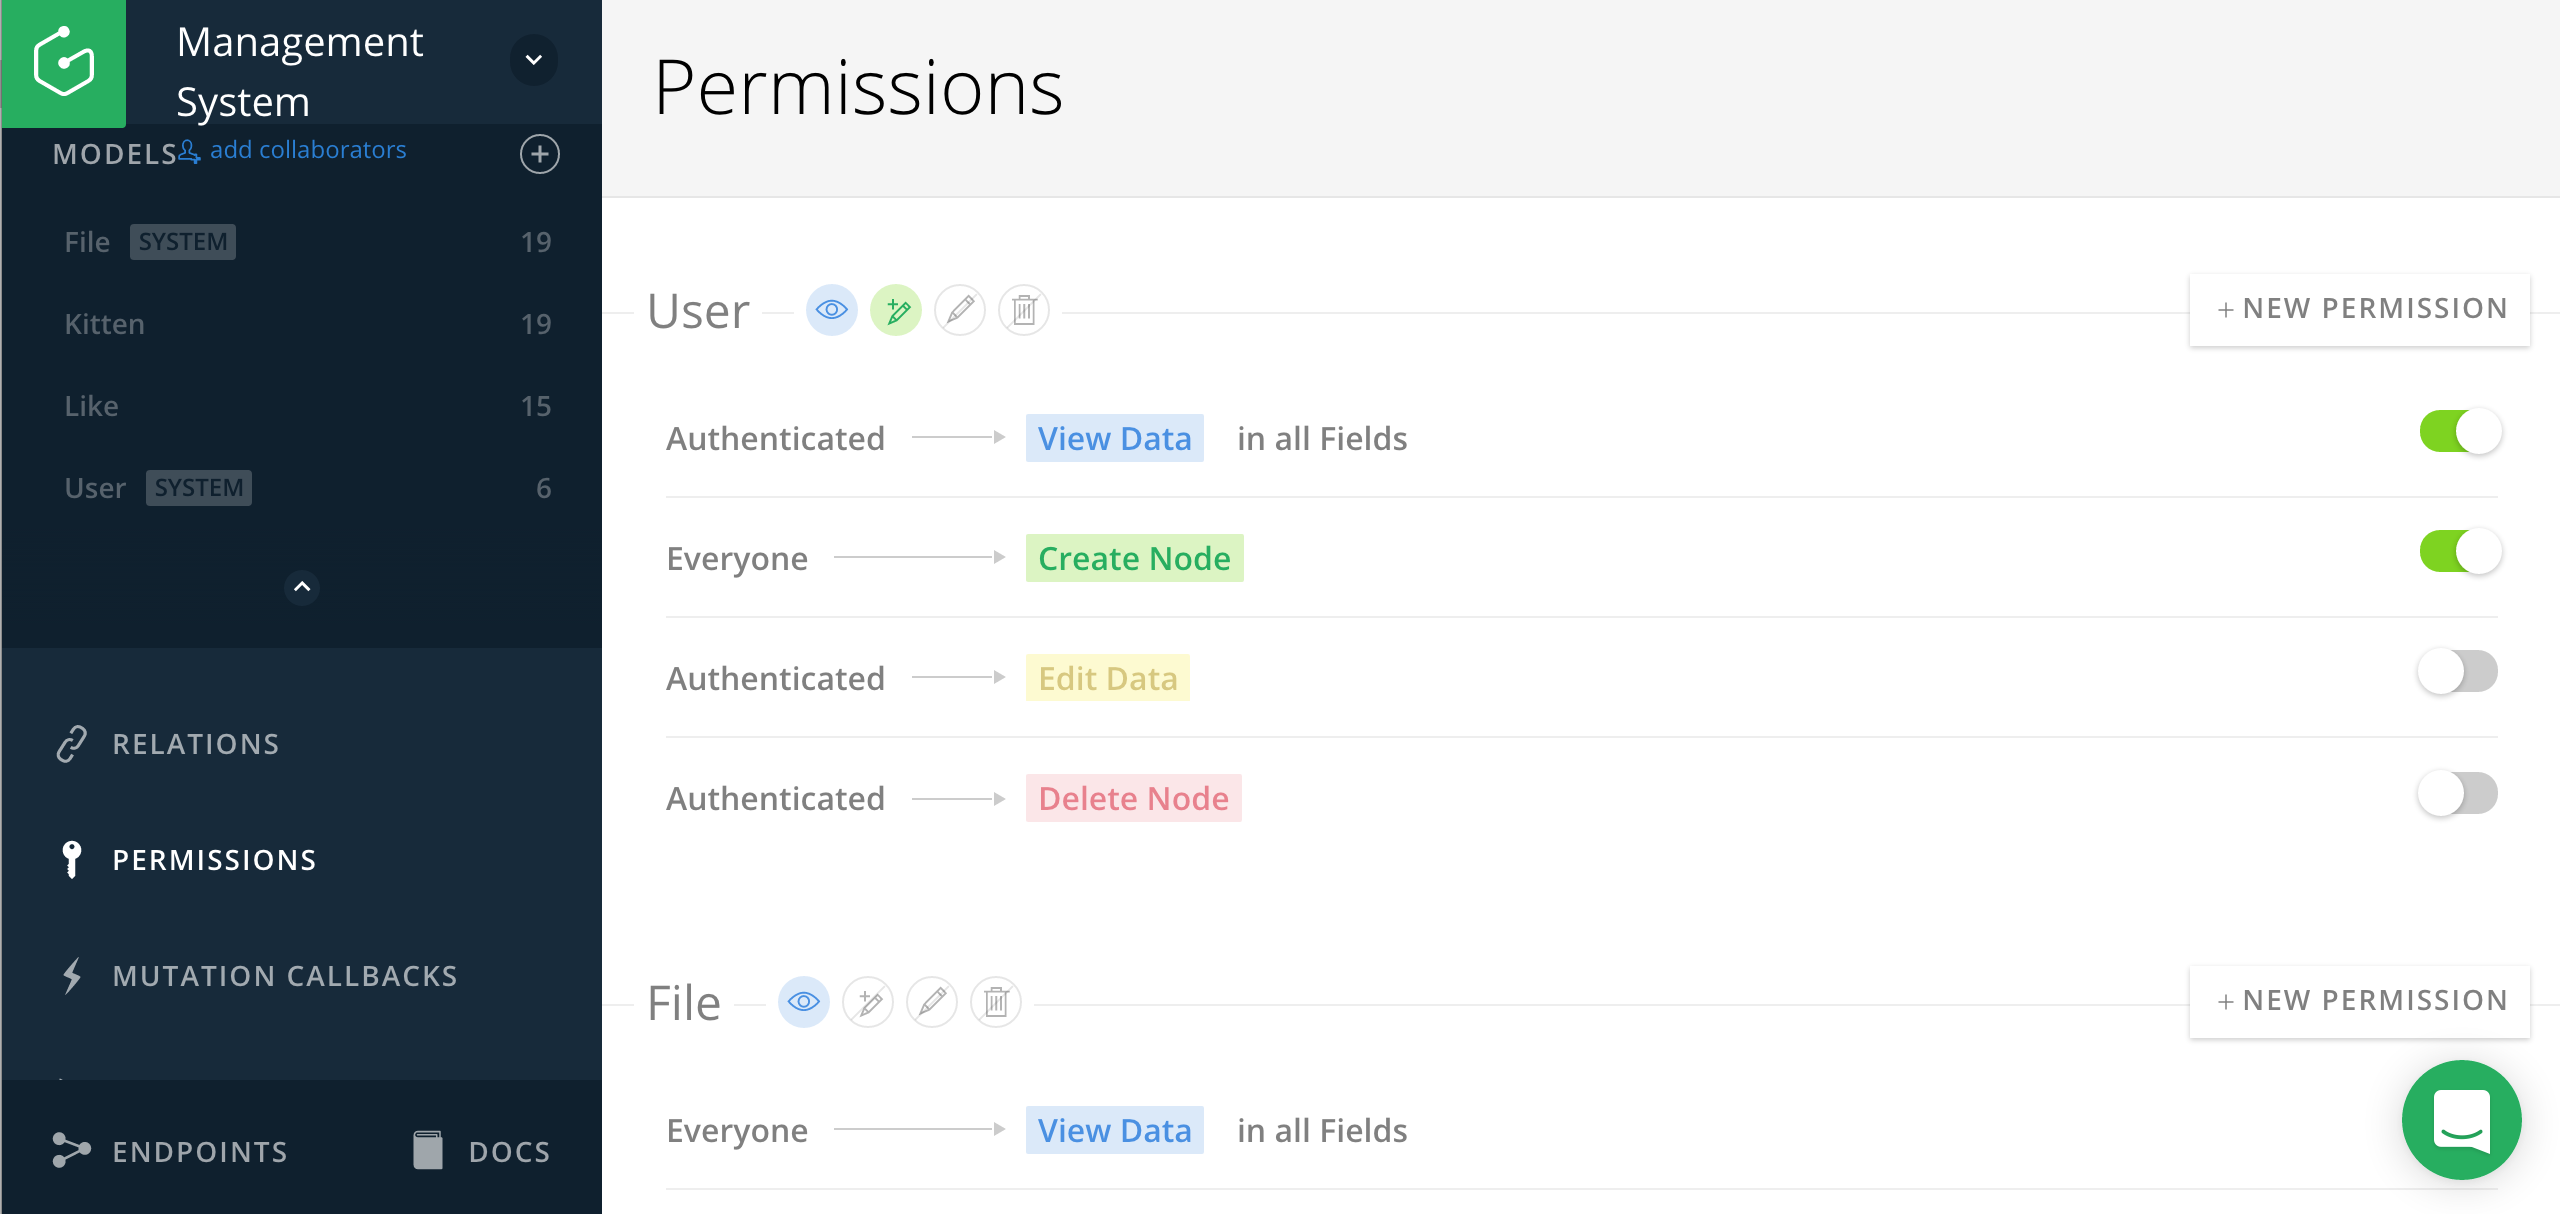 Management
System
MODELS add collaborators
File SYSTEM 19
Kitten 19
Like 15
User SYSTEM 6
RELATIONS
PERMISSIONS
MUTATION CALLBACKS
ENDPOINTS DOCS
Permissions
User + NEW PERMISSION
Authenticated View Data in all Fields
Everyone Create Node
Authenticated Edit Data
Authenticated Delete Node
File + NEW PERMISSION
Everyone View Data in all Fields